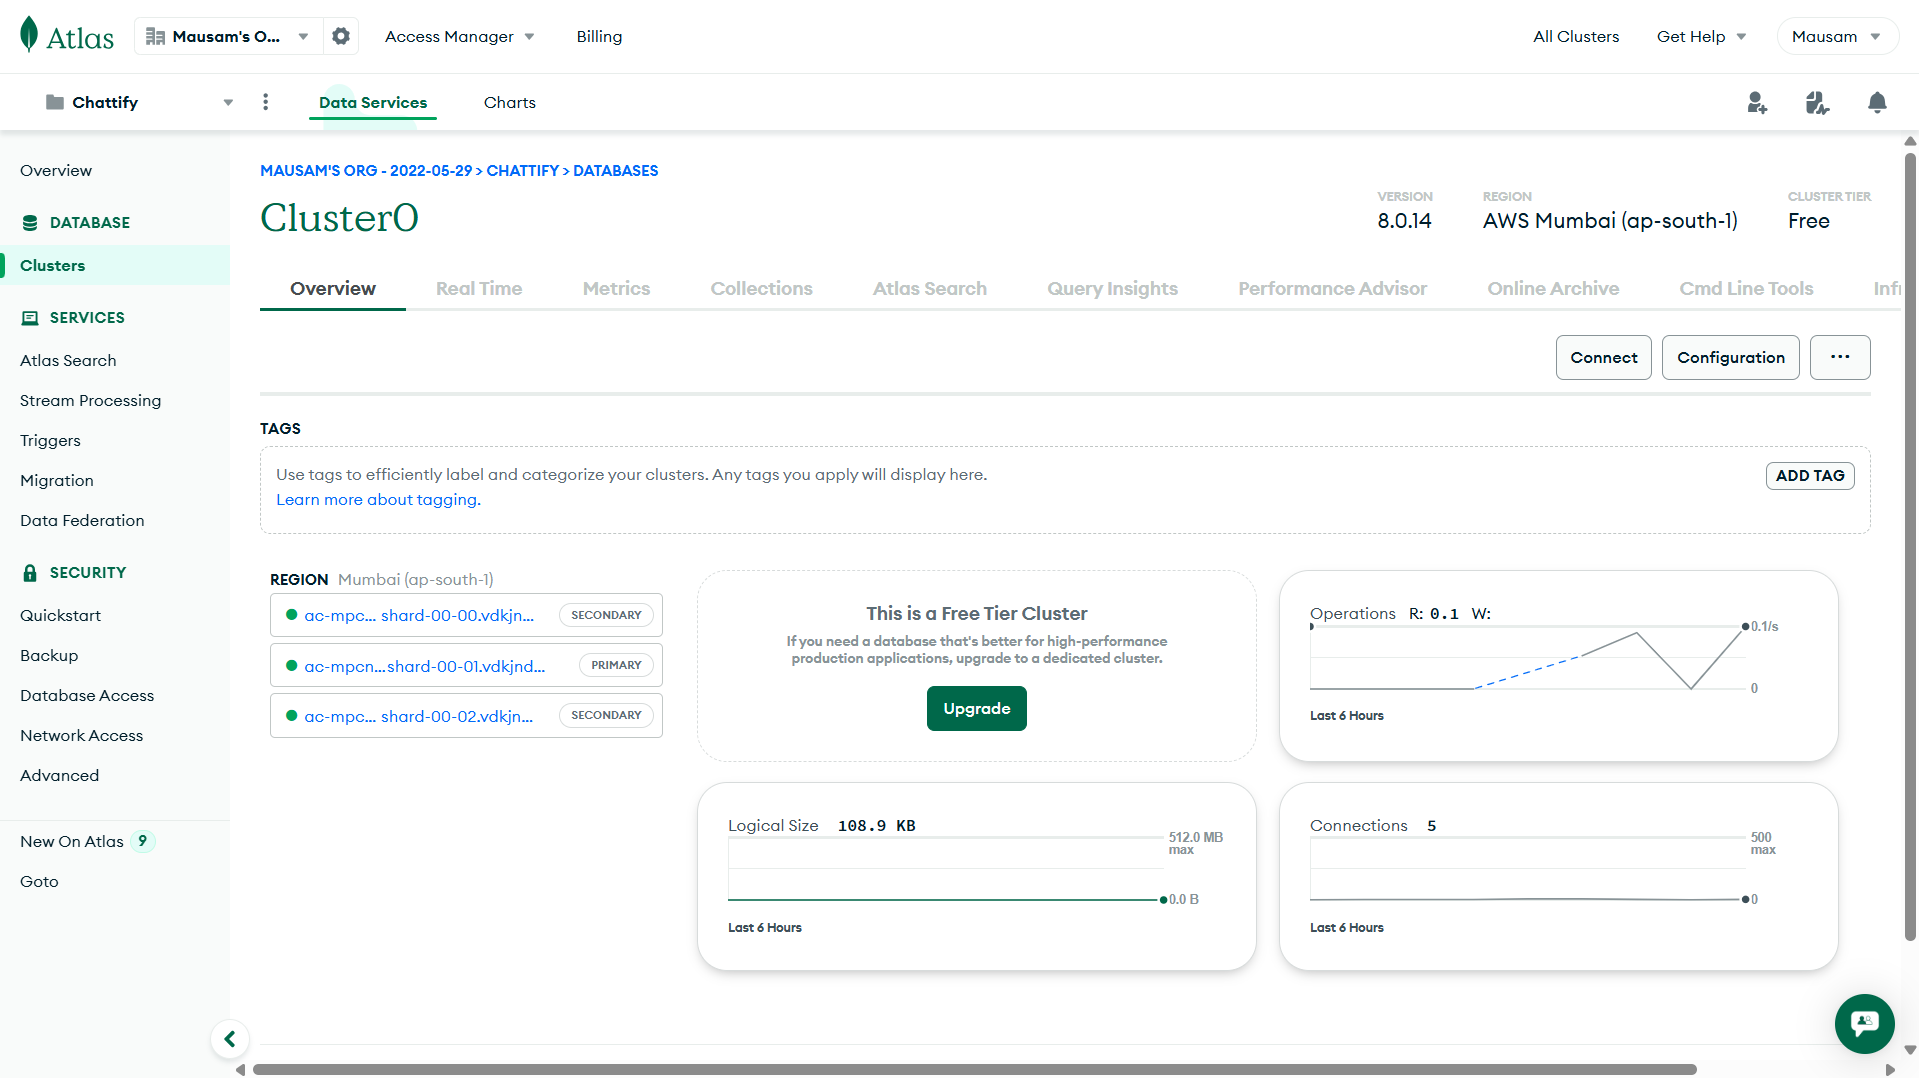 Atlas
Mausam's O...
Access Manager
Billing
All Clusters
Get Help
Mausam
Chattify
Data Services
Charts
Overview
DATABASE
Clusters
SERVICES
Atlas Search
Stream Processing
Triggers
Migration
Data Federation
SECURITY
Quickstart
Backup
Database Access
Network Access
Advanced
New On Atlas 9
Goto
MAUSAM'S ORG - 2022-05-29 > CHATTIFY > DATABASES
Cluster0
VERSION
8.0.14
REGION
AWS Mumbai (ap-south-1)
CLUSTER TIER
Free
Overview
Real Time
Metrics
Collections
Atlas Search
Query Insights
Performance Advisor
Online Archive
Cmd Line Tools
Infr
Connect
Configuration
...
TAGS
Use tags to efficiently label and categorize your clusters. Any tags you apply will display here.
Learn more about tagging.
ADD TAG
REGION Mumbai (ap-south-1)
ac-mpc... shard-00-00.vdkjn... SECONDARY
ac-mpcn...shard-00-01.vdkjnd... PRIMARY
ac-mpc... shard-00-02.vdkjn... SECONDARY
This is a Free Tier Cluster
If you need a database that's better for high-performance
production applications, upgrade to a dedicated cluster.
Upgrade
Operations R: 0.1 W:
0.1/s
0
Last 6 Hours
Logical Size 108.9 KB
512.0 MB
max
0.0 B
Last 6 Hours
Connections 5
500
max
0
Last 6 Hours